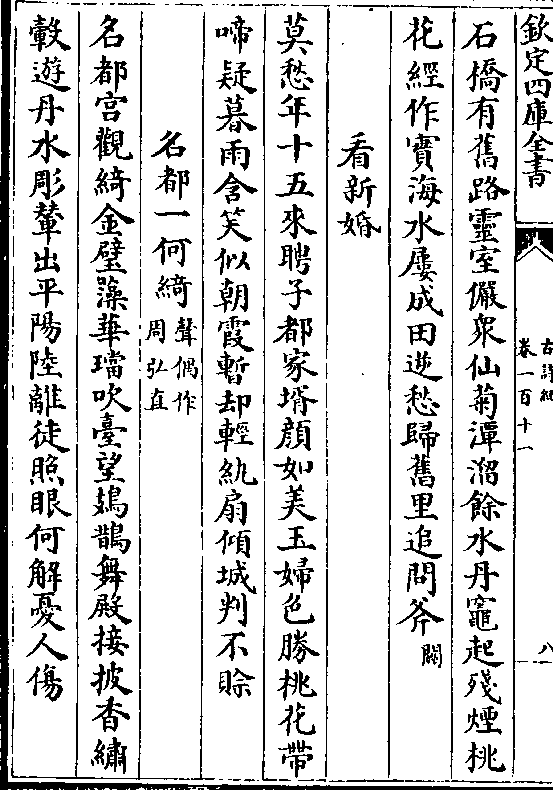 欽定四庫全書
古詩紀
卷一百十一
八
石橋有舊路靈室儼衆仙菊潭溜餘水丹竈起殘煙桃
花經作實海水屢成田逆愁歸舊里追問斧闕
看新婚
莫愁年十五來聘子都家壻顔如美玉婦色勝桃花帶
啼疑暮雨含笑似朝霞暫却輕紈扇傾城判不賖
名都一何綺聲偶作周弘直
名都宫觀綺金壁藻華璫吹臺望鳷鵲舞殿接披香繡
轂遊丹水彫輦出平陽陸離徒照眼何解憂人傷